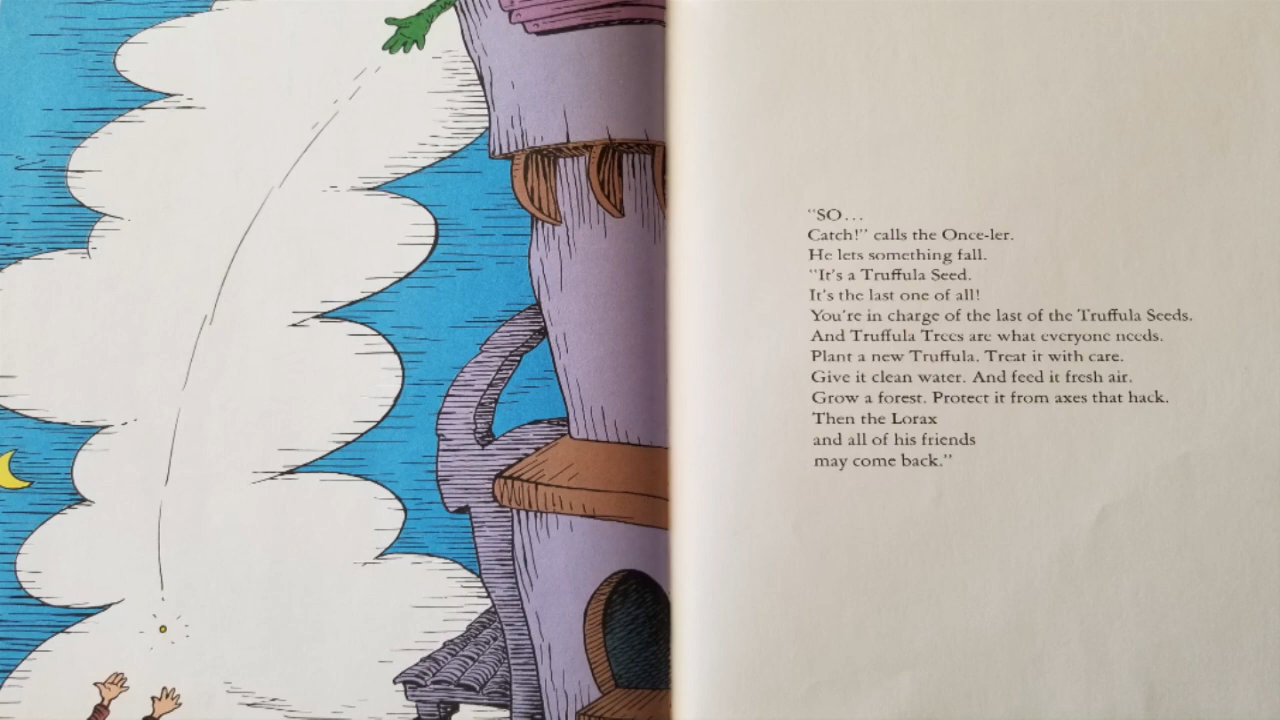 "SO...
Catch!" calls the Once-ler.
He lets something fall.
"It's a Truffula Seed.
It's the last one of all!
You're in charge of the last of the Truffula Seeds.
And Truffula Trees are what everyone needs.
Plant a new Truffula. Treat it with care.
Give it clean water. And feed it fresh air.
Grow a forest. Protect it from axes that hack.
Then the Lorax
and all of his friends
may come back."